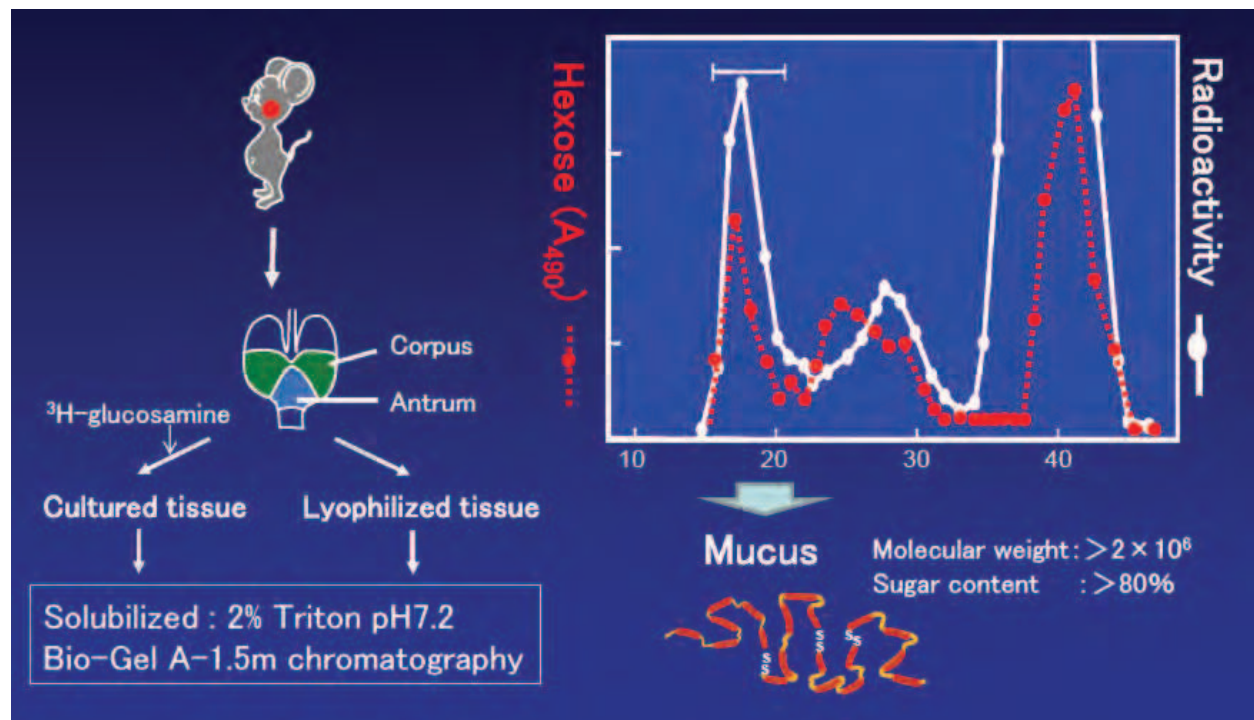 Corpus
Antrum
³H-glucosamine
Cultured tissue
Lyophilized tissue
Solubilized : 2% Triton pH7.2
Bio-Gel A-1.5m chromatography
Hexose (A₄₉₀)
Radioactivity
10 20 30 40
Mucus
Molecular weight : >2×10⁶
Sugar content : >80%
S
S
S
S
S
S